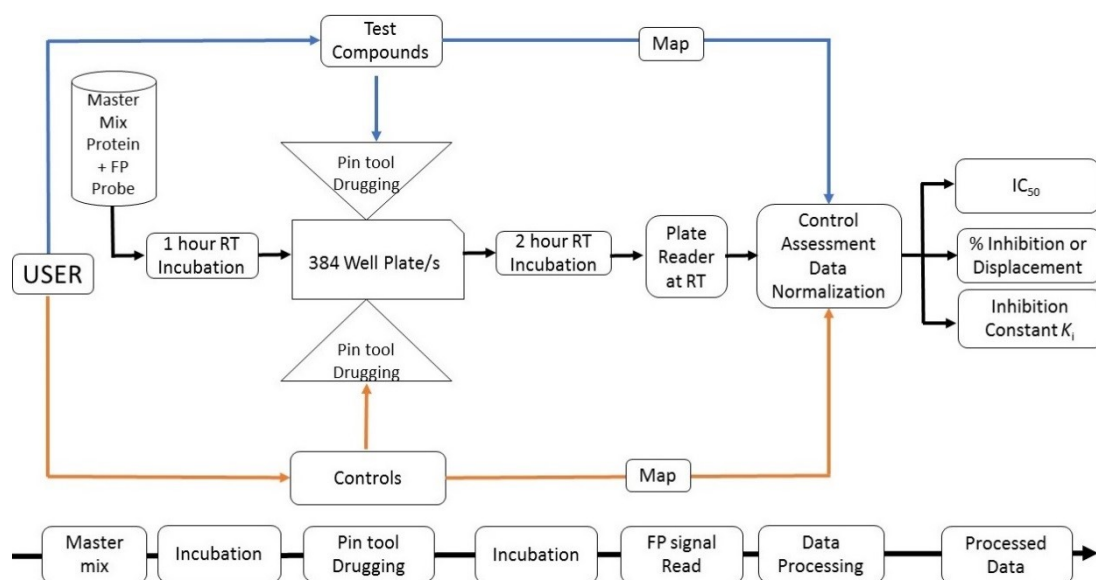 Test
Compounds
Map
Master
Mix
Protein
+ FP
Probe
Pin tool
Drugging
USER
1 hour RT
Incubation
384 Well Plate/s
2 hour RT
Incubation
Plate
Reader
at RT
Control
Assessment
Data
Normalization
IC₅₀
% Inhibition or
Displacement
Inhibition
Constant Kᵢ
Pin tool
Drugging
Controls
Map
Master
mix
Incubation
Pin tool
Drugging
Incubation
FP signal
Read
Data
Processing
Processed
Data